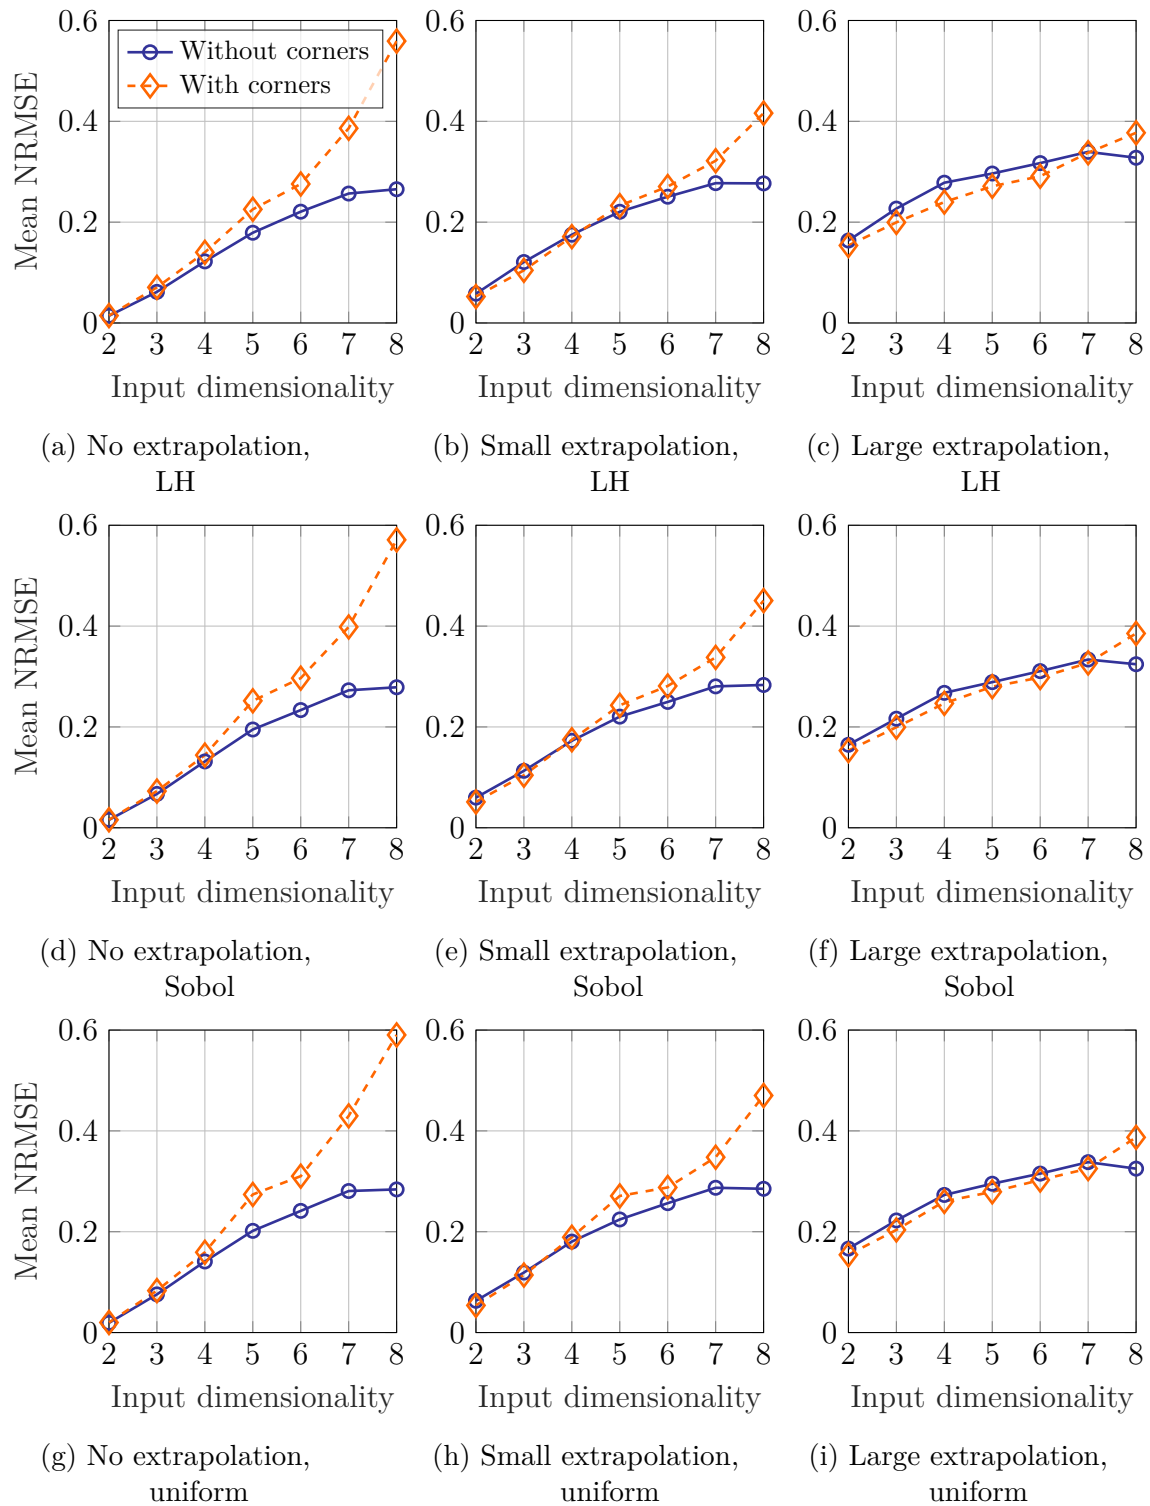 0.6
0.4
0.2
0
Mean NRMSE
Without corners
With corners
2 3 4 5 6 7 8
Input dimensionality
(a) No extrapolation,
LH
0.6
0.4
0.2
0
2 3 4 5 6 7 8
Input dimensionality
(b) Small extrapolation,
LH
0.6
0.4
0.2
0
2 3 4 5 6 7 8
Input dimensionality
(c) Large extrapolation,
LH
0.6
0.4
0.2
0
Mean NRMSE
2 3 4 5 6 7 8
Input dimensionality
(d) No extrapolation,
Sobol
0.6
0.4
0.2
0
2 3 4 5 6 7 8
Input dimensionality
(e) Small extrapolation,
Sobol
0.6
0.4
0.2
0
2 3 4 5 6 7 8
Input dimensionality
(f) Large extrapolation,
Sobol
0.6
0.4
0.2
0
Mean NRMSE
2 3 4 5 6 7 8
Input dimensionality
(g) No extrapolation,
uniform
0.6
0.4
0.2
0
2 3 4 5 6 7 8
Input dimensionality
(h) Small extrapolation,
uniform
0.6
0.4
0.2
0
2 3 4 5 6 7 8
Input dimensionality
(i) Large extrapolation,
uniform